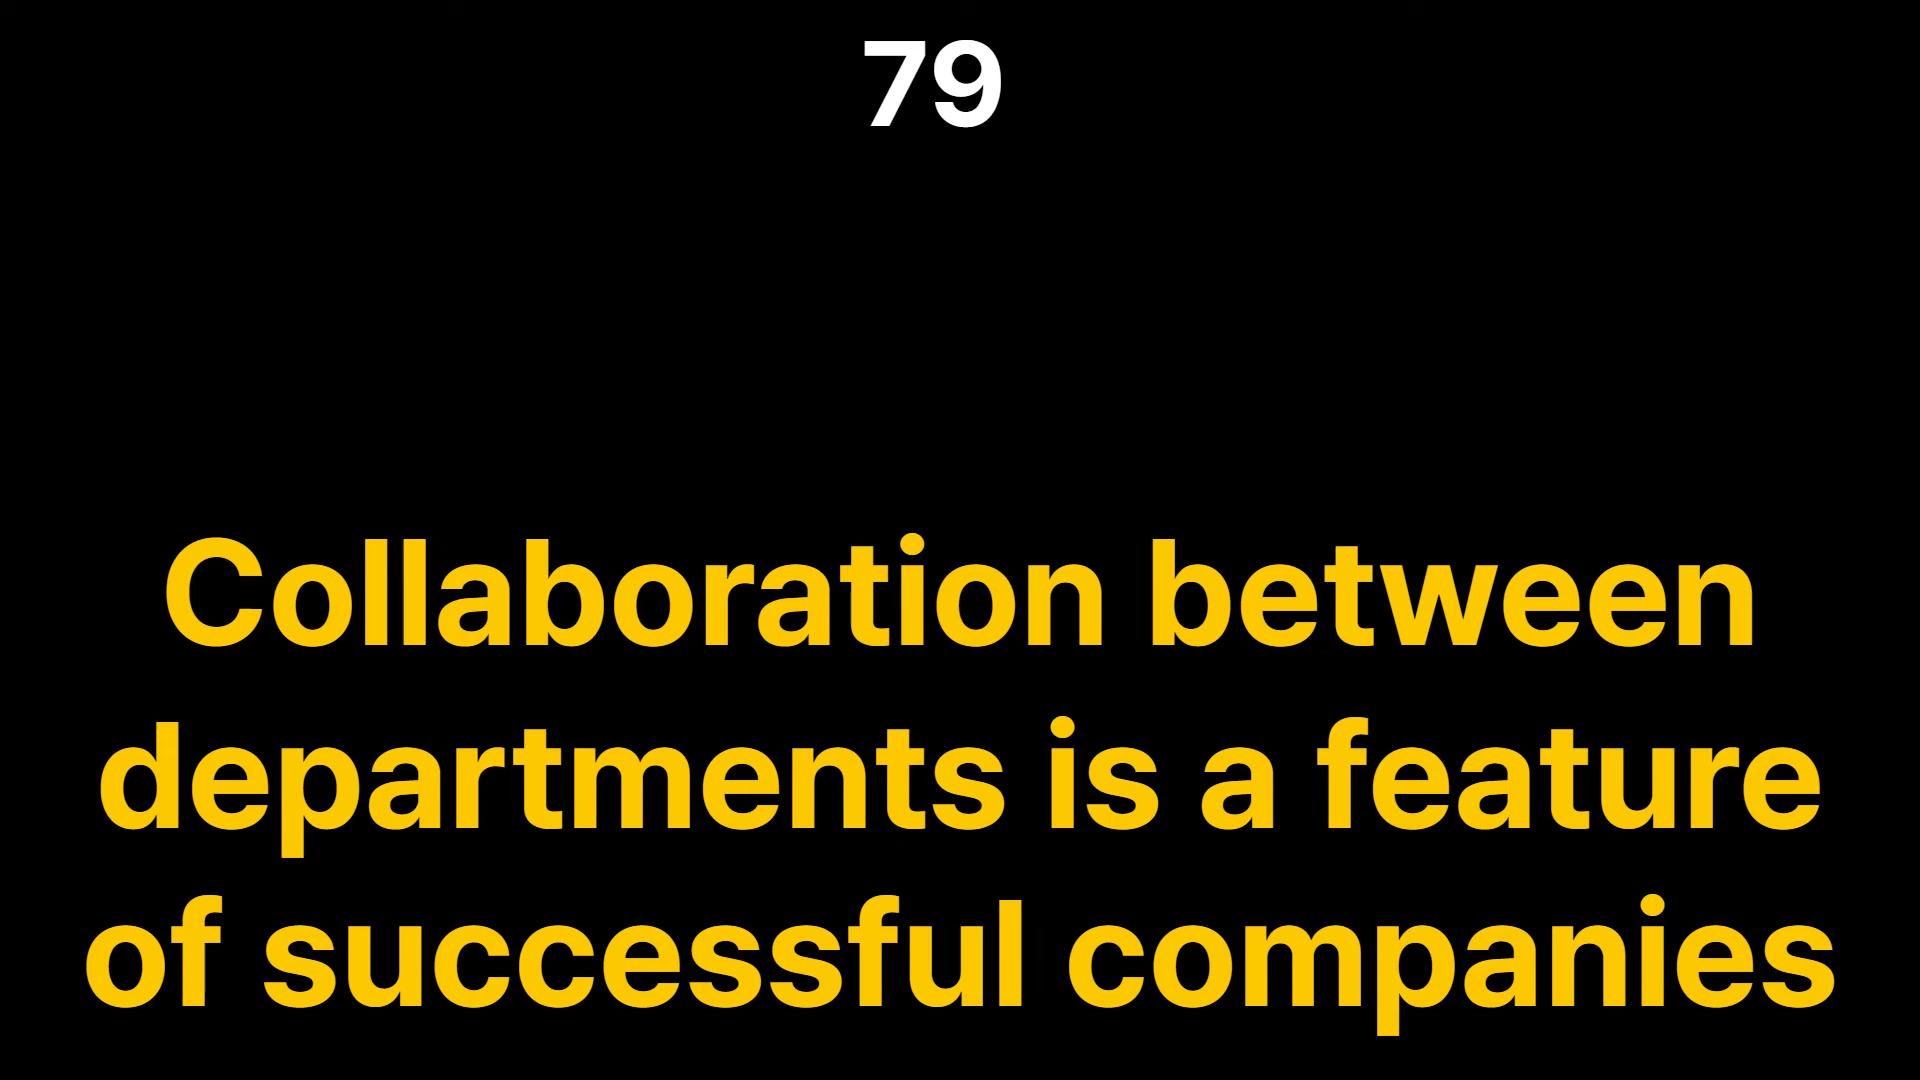 79
Collaboration between
departments is a feature
of successful companies